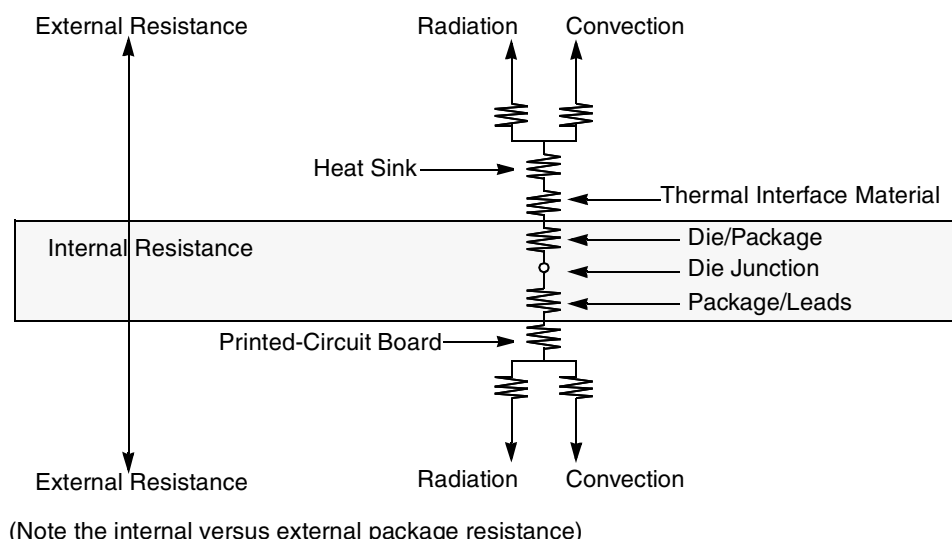 External Resistance
Radiation
Convection
Heat Sink
Thermal Interface Material
Internal Resistance
Die/Package
Die Junction
Package/Leads
Printed-Circuit Board
External Resistance
Radiation
Convection
(Note the internal versus external package resistance)